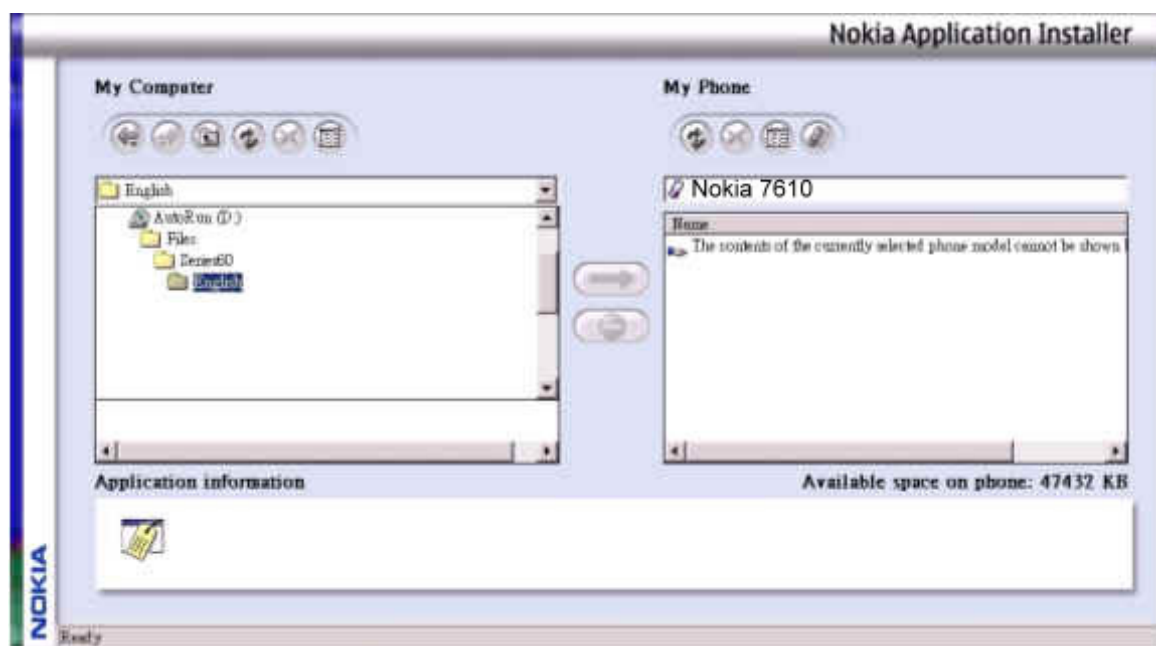 Nokia Application Installer
My Computer
My Phone
English
AutoRun (D:)
Files
Series60
English
Nokia 7610
Name
The contents of the currently selected phone model cannot be shown
Application information
Available space on phone: 47432 KB
NOKIA
Ready